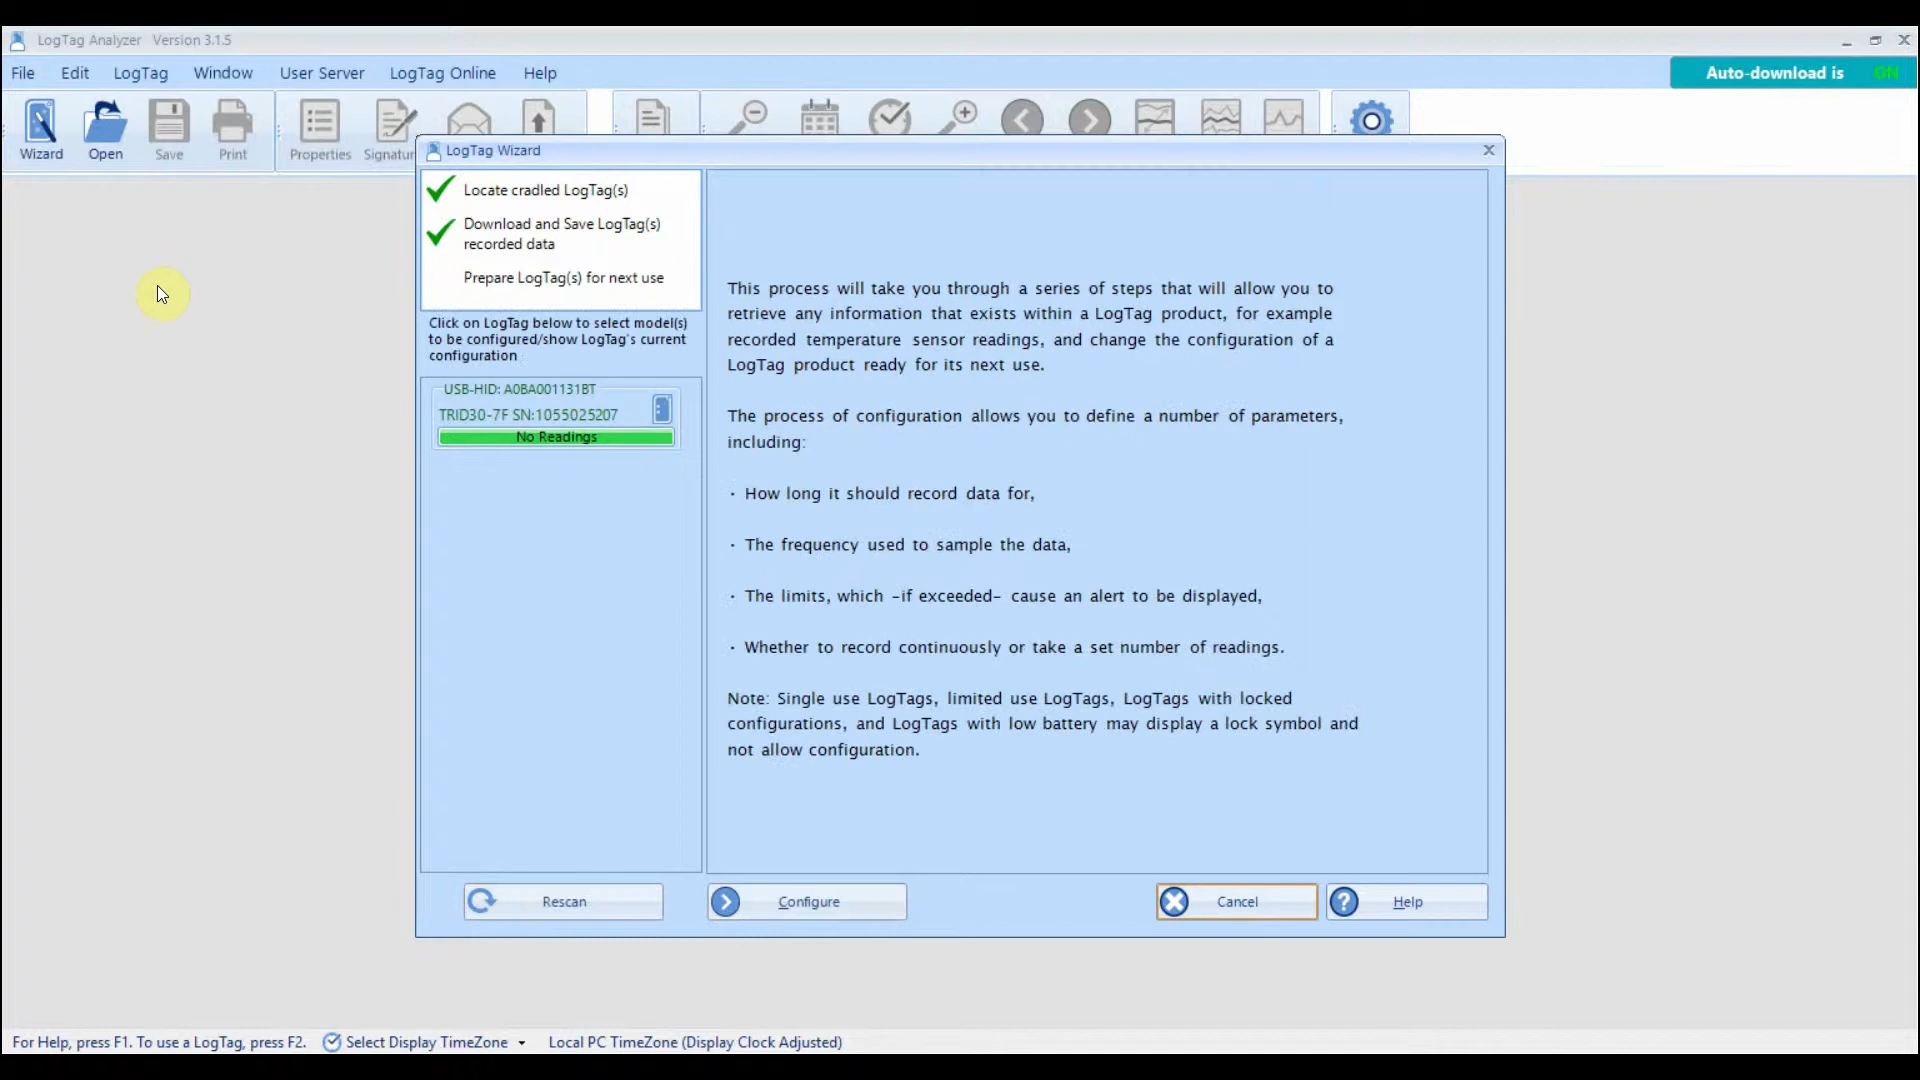 LogTag Analyzer   Version 3.1.5
File Edit LogTag Window User Server LogTag Online Help
Auto-download is ON
Wizard Open Save Print Properties Signatur
LogTag Wizard
Locate cradled LogTag(s)
Download and Save LogTag(s)
recorded data
Prepare LogTag(s) for next use
Click on LogTag below to select model(s)
to be configured/show LogTag's current
configuration
USB-HID: A0BA001131BT
TRID30-7F SN:1055025207
No Readings
This process will take you through a series of steps that will allow you to
retrieve any information that exists within a LogTag product, for example
recorded temperature sensor readings, and change the configuration of a
LogTag product ready for its next use.
The process of configuration allows you to define a number of parameters,
including:
· How long it should record data for,
· The frequency used to sample the data,
· The limits, which -if exceeded- cause an alert to be displayed,
· Whether to record continuously or take a set number of readings.
Note: Single use LogTags, limited use LogTags, LogTags with locked
configurations, and LogTags with low battery may display a lock symbol and
not allow configuration.
Rescan Configure Cancel Help
For Help, press F1. To use a LogTag, press F2. Select Display TimeZone Local PC TimeZone (Display Clock Adjusted)